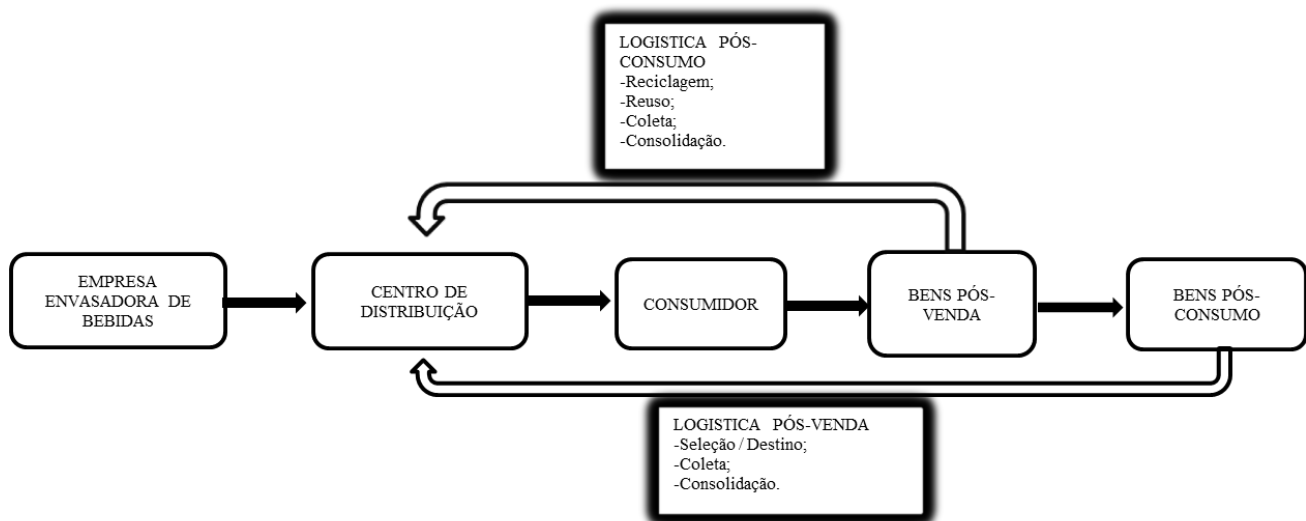 LOGISTICA PÓS-
CONSUMO
-Reciclagem;
-Reuso;
-Coleta;
-Consolidação.
EMPRESA
ENVASADORA DE
BEBIDAS
CENTRO DE
DISTRIBUIÇÃO
CONSUMIDOR
BENS PÓS-
VENDA
BENS PÓS-
CONSUMO
LOGISTICA PÓS-VENDA
-Seleção / Destino;
-Coleta;
-Consolidação.